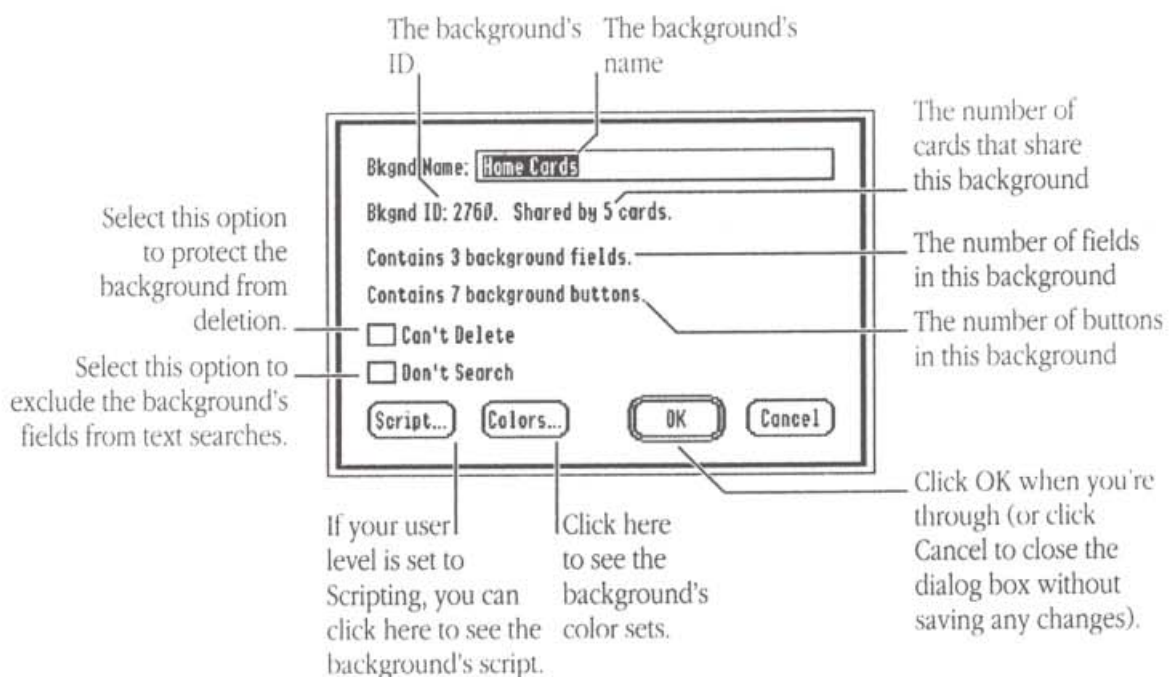 The background's
ID
The background's
name
The number of
cards that share
this background
Bkgnd Name: Home Cards
Bkgnd ID: 2760. Shared by 5 cards.
Select this option
to protect the
background from
deletion.
Contains 3 background fields.
The number of fields
in this background
Contains 7 background buttons.
The number of buttons
in this background
Can't Delete
Select this option to
exclude the background's
fields from text searches.
Don't Search
Script... Colors... OK Cancel
If your user
level is set to
Scripting, you can
click here to see the
background's script.
Click here
to see the
background's
color sets.
Click OK when you're
through (or click
Cancel to close the
dialog box without
saving any changes).